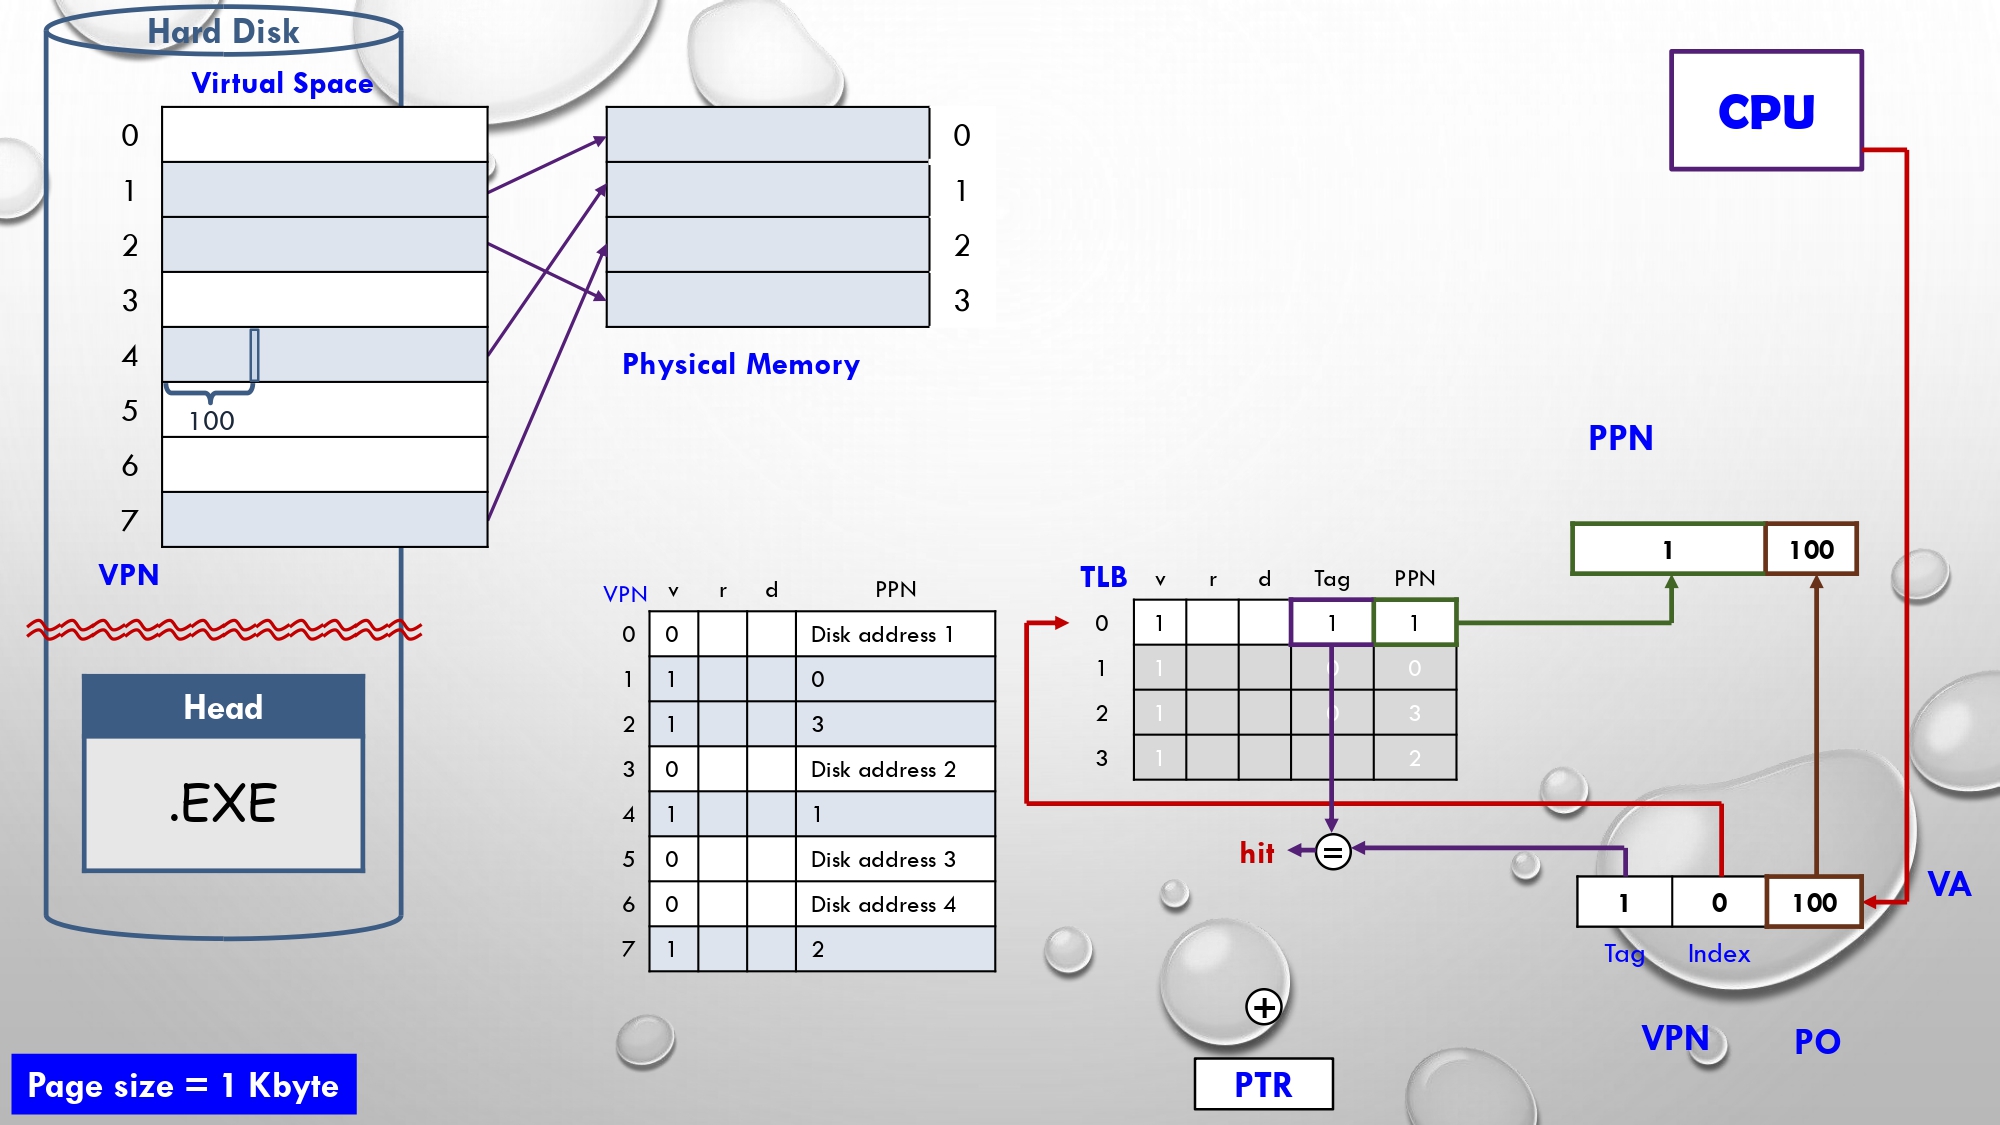 Hard Disk
Virtual Space
0
1
2
3
4
5
6
7
100
VPN
0
1
2
3
Physical Memory
CPU
PPN
1 100
Head
.EXE
VPN v r d PPN
0 0 Disk address 1
1 1 0
2 1 3
3 0 Disk address 2
4 1 1
5 0 Disk address 3
6 0 Disk address 4
7 1 2
TLB v r d Tag PPN
0 1 1 1
1 1 0 0
2 1 0 3
3 1 2
hit =
1 0 100
VA
Tag Index
VPN PO
+
PTR
Page size = 1 Kbyte